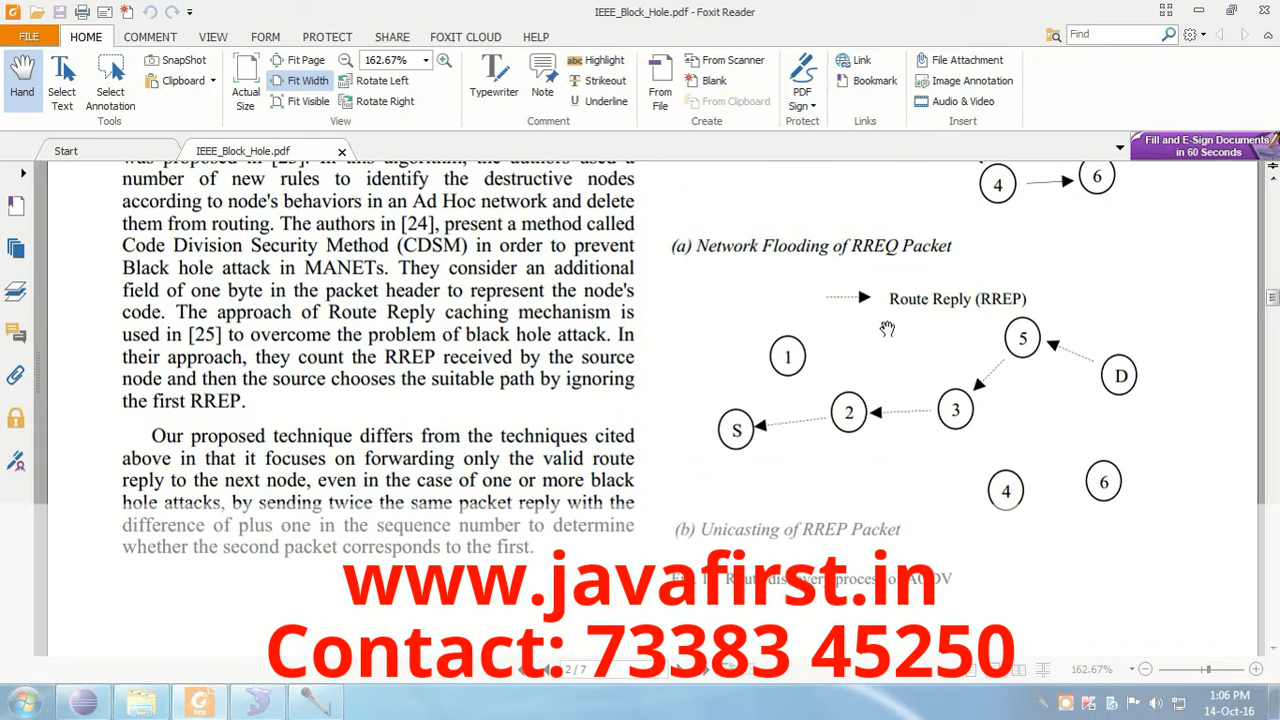 IEEE_Block_Hole.pdf - Foxit Reader
FILE HOME COMMENT VIEW FORM PROTECT SHARE FOXIT CLOUD HELP
Find
Hand
Select Text
Select Annotation
SnapShot
Clipboard
Tools
Actual Size
Fit Page
Fit Width
Fit Visible
162.67%
Rotate Left
Rotate Right
View
Typewriter
Note
Highlight
Strikeout
Underline
Comment
From File
From Scanner
Blank
From Clipboard
Create
PDF Sign
Protect
Link
Bookmark
Links
File Attachment
Image Annotation
Audio & Video
Insert
Start
IEEE_Block_Hole.pdf
Fill and E-Sign Documents
in 60 Seconds
was proposed in [23]. In this algorithm, the authors used a
number of new rules to identify the destructive nodes
according to node's behaviors in an Ad Hoc network and delete
them from routing. The authors in [24], present a method called
Code Division Security Method (CDSM) in order to prevent
Black hole attack in MANETs. They consider an additional
field of one byte in the packet header to represent the node's
code. The approach of Route Reply caching mechanism is
used in [25] to overcome the problem of black hole attack. In
their approach, they count the RREP received by the source
node and then the source chooses the suitable path by ignoring
the first RREP.
Our proposed technique differs from the techniques cited
above in that it focuses on forwarding only the valid route
reply to the next node, even in the case of one or more black
hole attacks, by sending twice the same packet reply with the
difference of plus one in the sequence number to determine
whether the second packet corresponds to the first.
4 6
(a) Network Flooding of RREQ Packet
Route Reply (RREP)
1 5 D
S 2 3
4 6
(b) Unicasting of RREP Packet
www.javafirst.in
Contact: 73383 45250
2 / 7
162.67%
1:06 PM
14-Oct-16